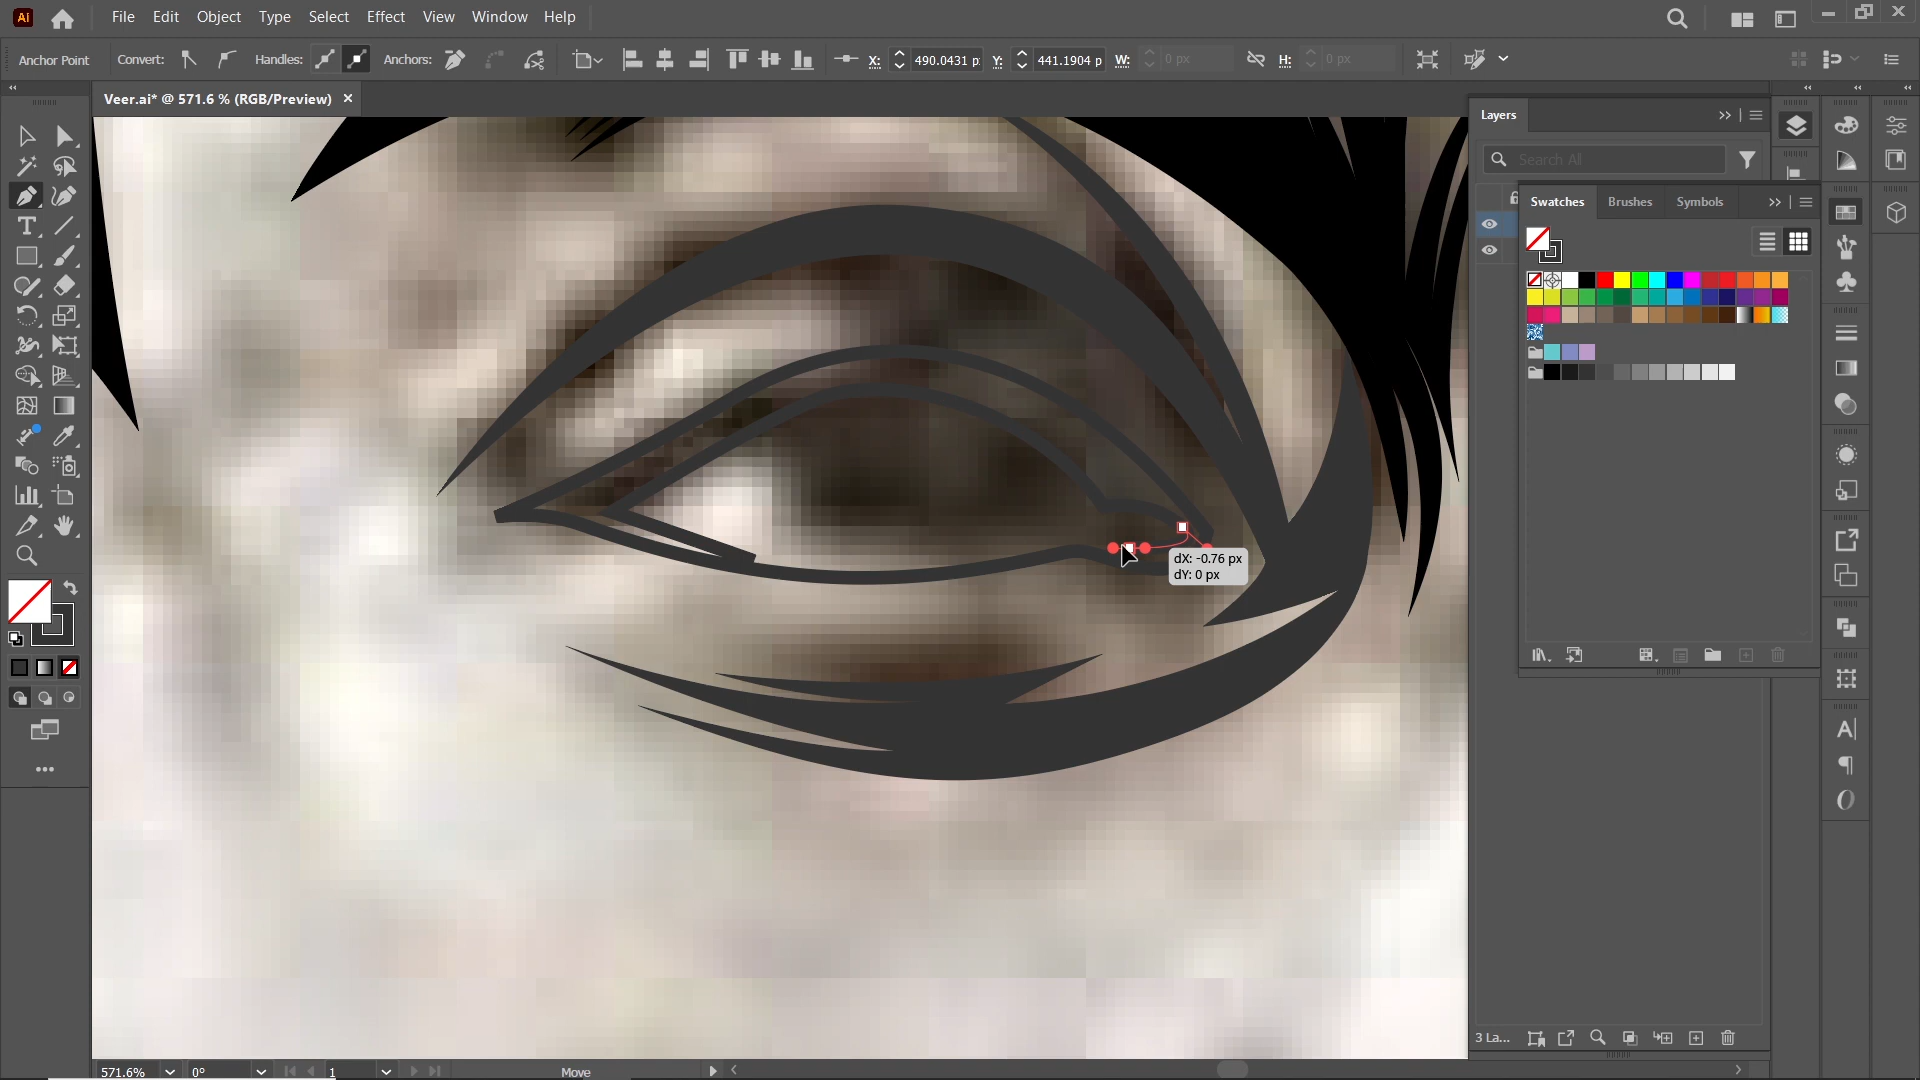 Ai File Edit Object Type Select Effect View Window Help
Anchor Point Convert: Handles: Anchors: X: 490.0431 p Y: 441.1904 p W: 0 px H: 0 px
Veer.ai* @ 571.6 % (RGB/Preview)
Layers
Search All
Swatches Brushes Symbols
dX: -0.76 px
dY: 0 px
3 La...
571.6% 0° 1 Move